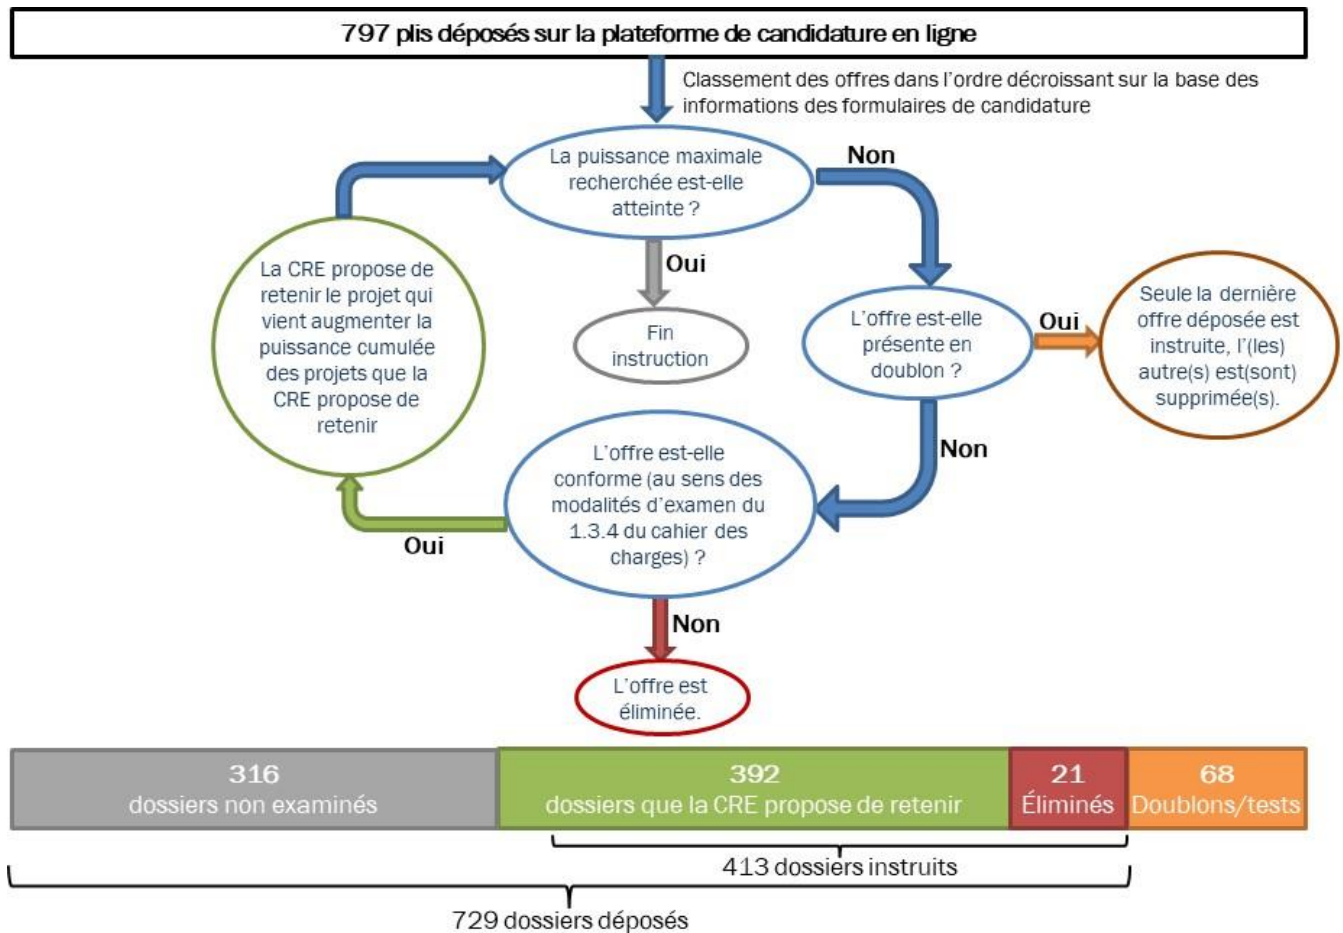 797 plis déposés sur la plateforme de candidature en ligne
Classement des offres dans l'ordre décroissant sur la base des
informations des formulaires de candidature
La puissance maximale
recherchée est-elle
atteinte ?
Non
Oui
La CRE propose de
retenir le projet qui
vient augmenter la
puissance cumulée
des projets que la
CRE propose de
retenir
Fin
instruction
L'offre est-elle
présente en
doublon ?
Oui
Seule la dernière
offre déposée est
instruite, l'(les)
autre(s) est(sont)
supprimée(s).
Non
L'offre est-elle
conforme (au sens des
modalités d'examen du
1.3.4 du cahier des
charges) ?
Oui
Non
L'offre est
éliminée.
316
dossiers non examinés
392
dossiers que la CRE propose de retenir
21
Éliminés
68
Doublons/tests
413 dossiers instruits
729 dossiers déposés